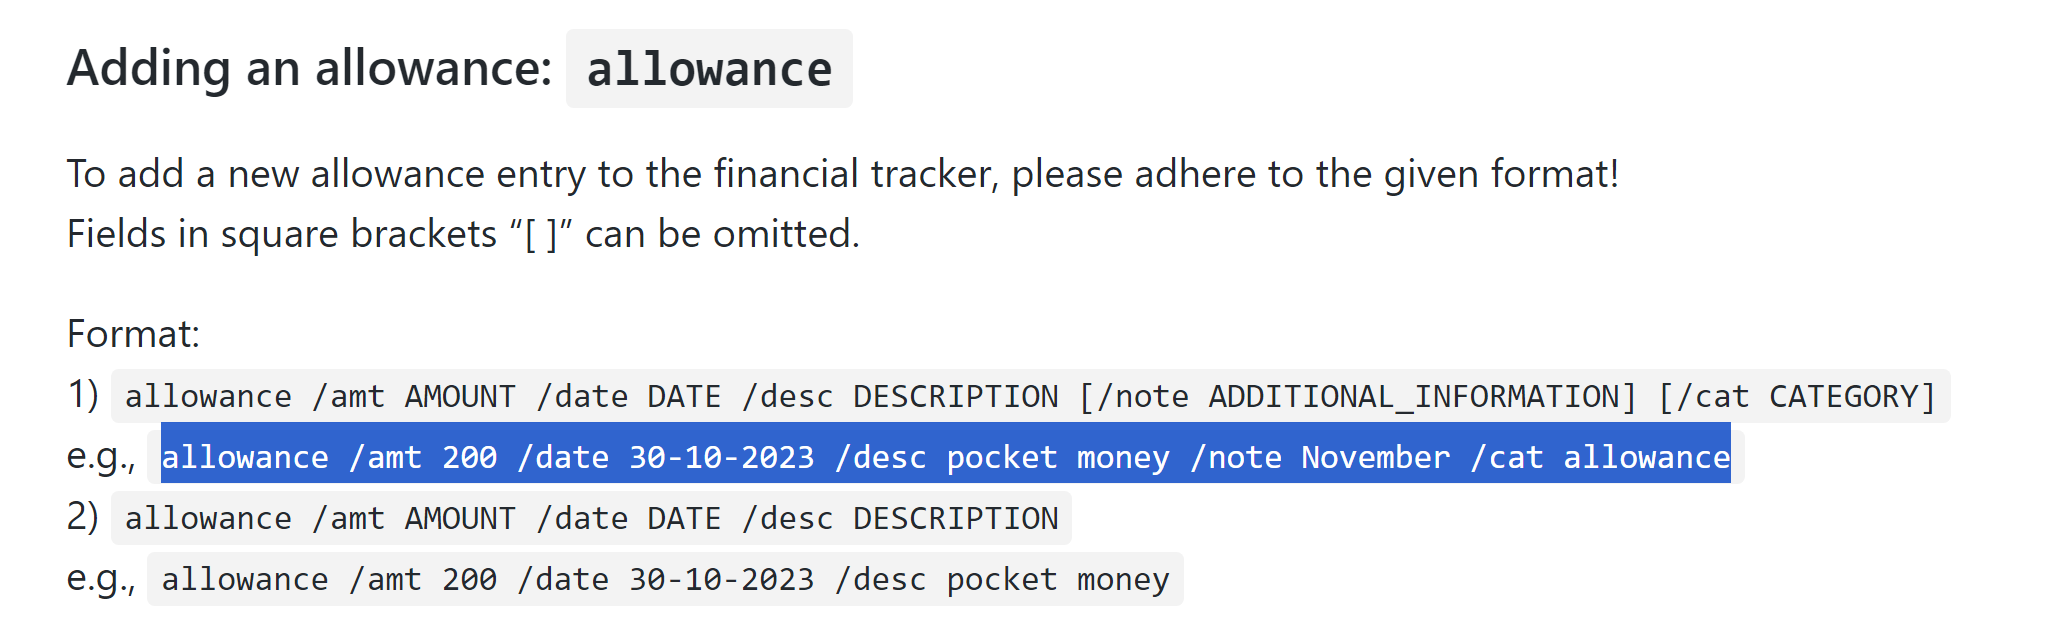 Adding an allowance: allowance
To add a new allowance entry to the financial tracker, please adhere to the given format!
Fields in square brackets “[ ]” can be omitted.
Format:
1) allowance /amt AMOUNT /date DATE /desc DESCRIPTION [/note ADDITIONAL_INFORMATION] [/cat CATEGORY]
e.g., allowance /amt 200 /date 30-10-2023 /desc pocket money /note November /cat allowance
2) allowance /amt AMOUNT /date DATE /desc DESCRIPTION
e.g., allowance /amt 200 /date 30-10-2023 /desc pocket money